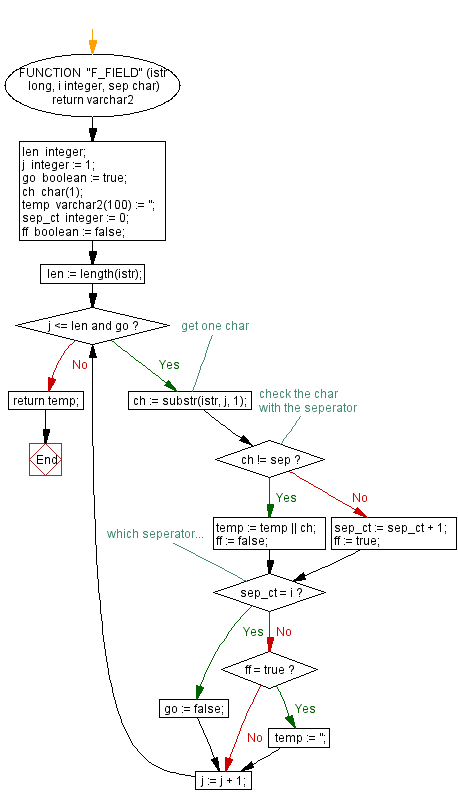 FUNCTION "F_FIELD" (istr
long, i integer, sep char)
return varchar2
len integer;
j integer := 1;
go boolean := true;
ch char(1);
temp varchar2(100) := '';
sep_ct integer := 0;
ff boolean := false;
len := length(istr);
j <= len and go ?
get one char
No
Yes
return temp;
ch := substr(istr, j, 1);
check the char
with the seperator
End
ch != sep ?
Yes
No
temp := temp || ch;
ff := false;
sep_ct := sep_ct + 1;
ff := true;
which seperator...
sep_ct = i ?
Yes
No
ff = true ?
go := false;
Yes
No
temp := '';
j := j + 1;